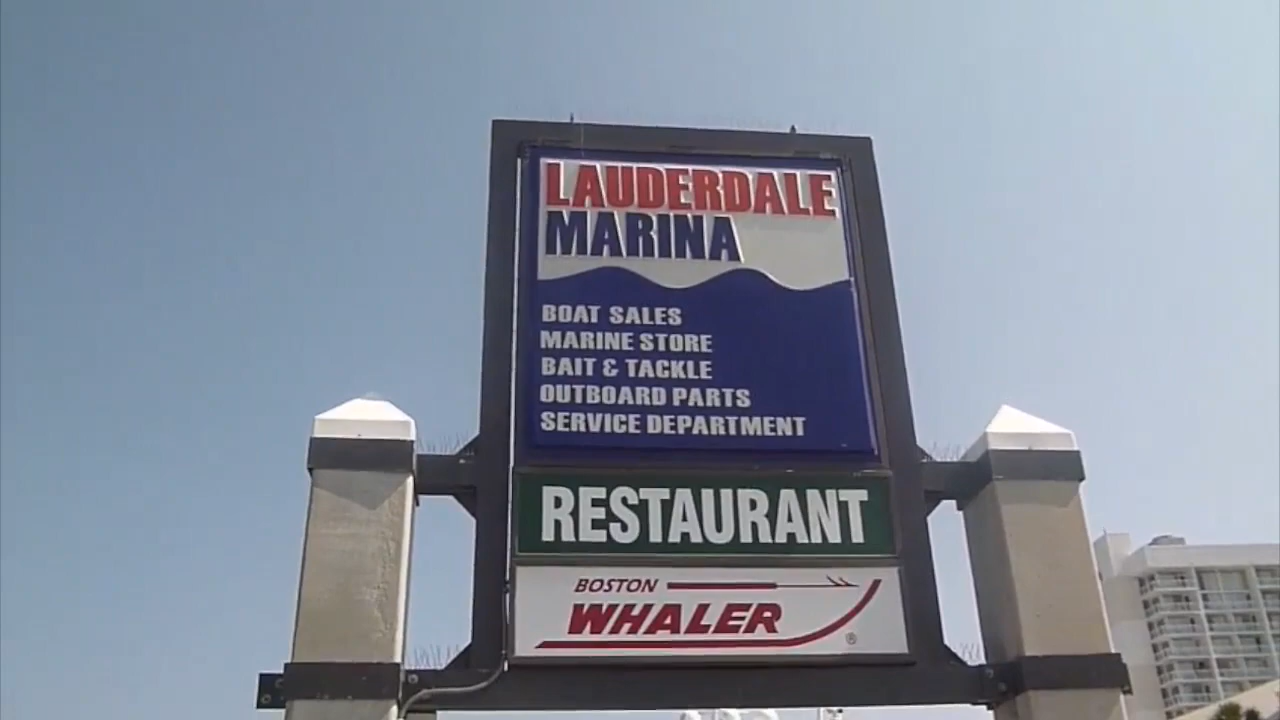 LAUDERDALE
MARINA
BOAT SALES
MARINE STORE
BAIT & TACKLE
OUTBOARD PARTS
SERVICE DEPARTMENT
RESTAURANT
BOSTON
WHALER
®